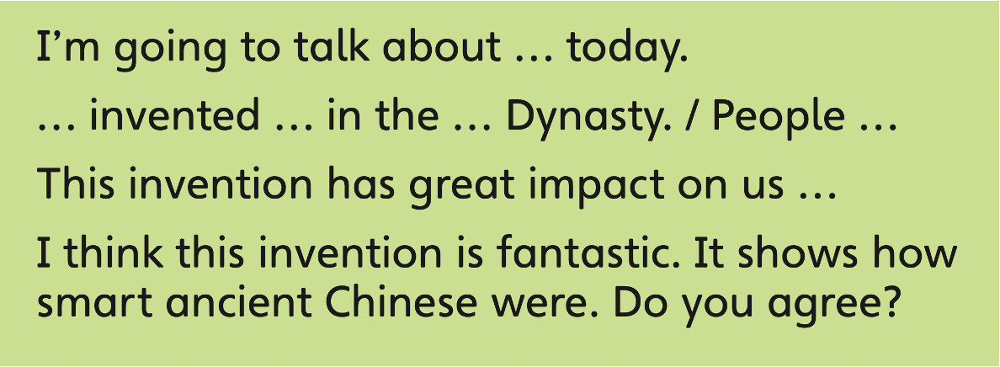 I’m going to talk about … today.
… invented … in the … Dynasty. / People …
This invention has great impact on us …
I think this invention is fantastic. It shows how
smart ancient Chinese were. Do you agree?